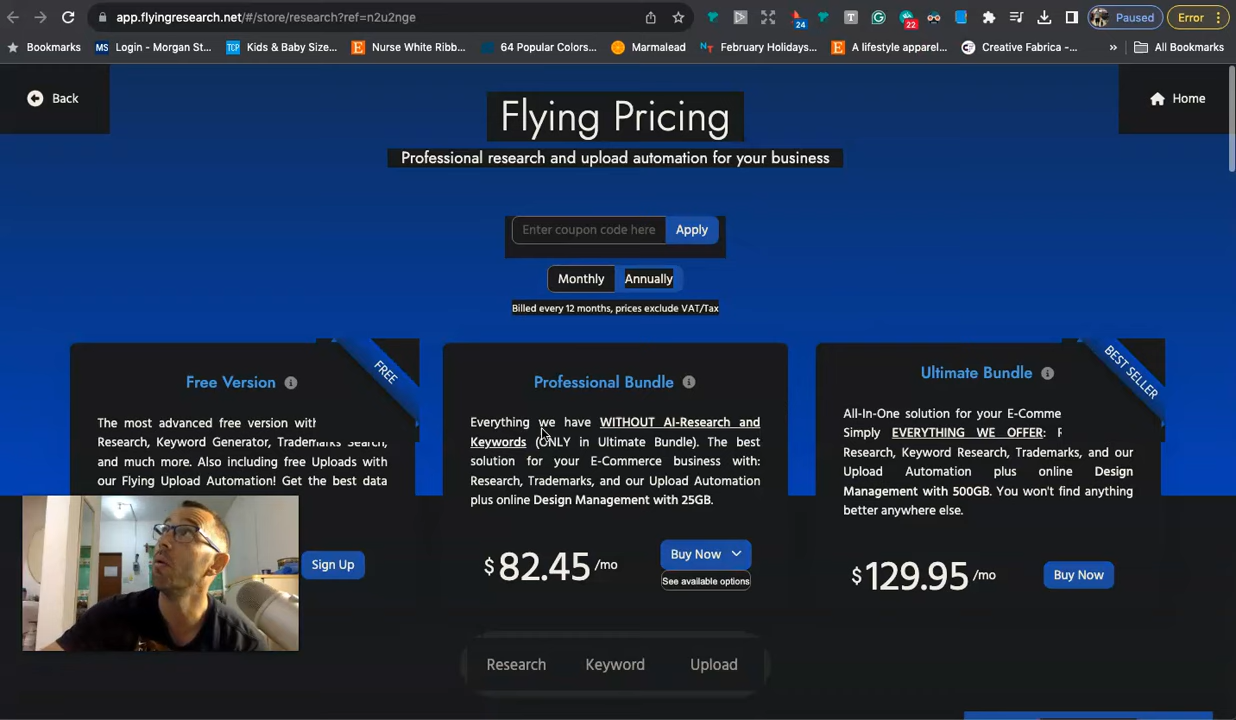 app.flyingresearch.net/#/store/research?ref=n2u2nge
24
T
22
Paused
Error
Bookmarks
MS Login - Morgan St...
TCP Kids & Baby Size...
E Nurse White Ribb...
64 Popular Colors...
Marmalead
NT February Holidays...
E A lifestyle apparel...
CF Creative Fabrica -...
»
All Bookmarks
Back
Flying Pricing
Home
Professional research and upload automation for your business
Enter coupon code here
Apply
Monthly
Annually
Billed every 12 months, prices exclude VAT/Tax
Free Version
FREE
The most advanced free version with
Research, Keyword Generator, Trademarks Search,
and much more. Also including free Uploads with
our Flying Upload Automation! Get the best data
Sign Up
Professional Bundle
Everything we have WITHOUT AI-Research and
Keywords (ONLY in Ultimate Bundle). The best
solution for your E-Commerce business with:
Research, Trademarks, and our Upload Automation
plus online Design Management with 25GB.
$82.45/mo
Buy Now
See available options
Ultimate Bundle
BEST SELLER
All-In-One solution for your E-Comme
Simply EVERYTHING WE OFFER:
Research, Keyword Research, Trademarks, and our
Upload Automation plus online Design
Management with 500GB. You won't find anything
better anywhere else.
$129.95/mo
Buy Now
Research
Keyword
Upload